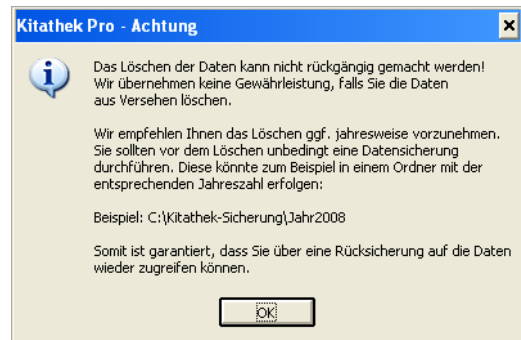 Kitathek Pro - Achtung
Das Löschen der Daten kann nicht rückgängig gemacht werden!
Wir übernehmen keine Gewährleistung, falls Sie die Daten
aus Versehen löschen.
Wir empfehlen Ihnen das Löschen ggf. jahresweise vorzunehmen.
Sie sollten vor dem Löschen unbedingt eine Datensicherung
durchführen. Diese könnte zum Beispiel in einem Ordner mit der
entsprechenden Jahreszahl erfolgen:
Beispiel: C:\Kitathek-Sicherung\Jahr2008
Somit ist garantiert, dass Sie über eine Rücksicherung auf die Daten
wieder zugreifen können.
OK